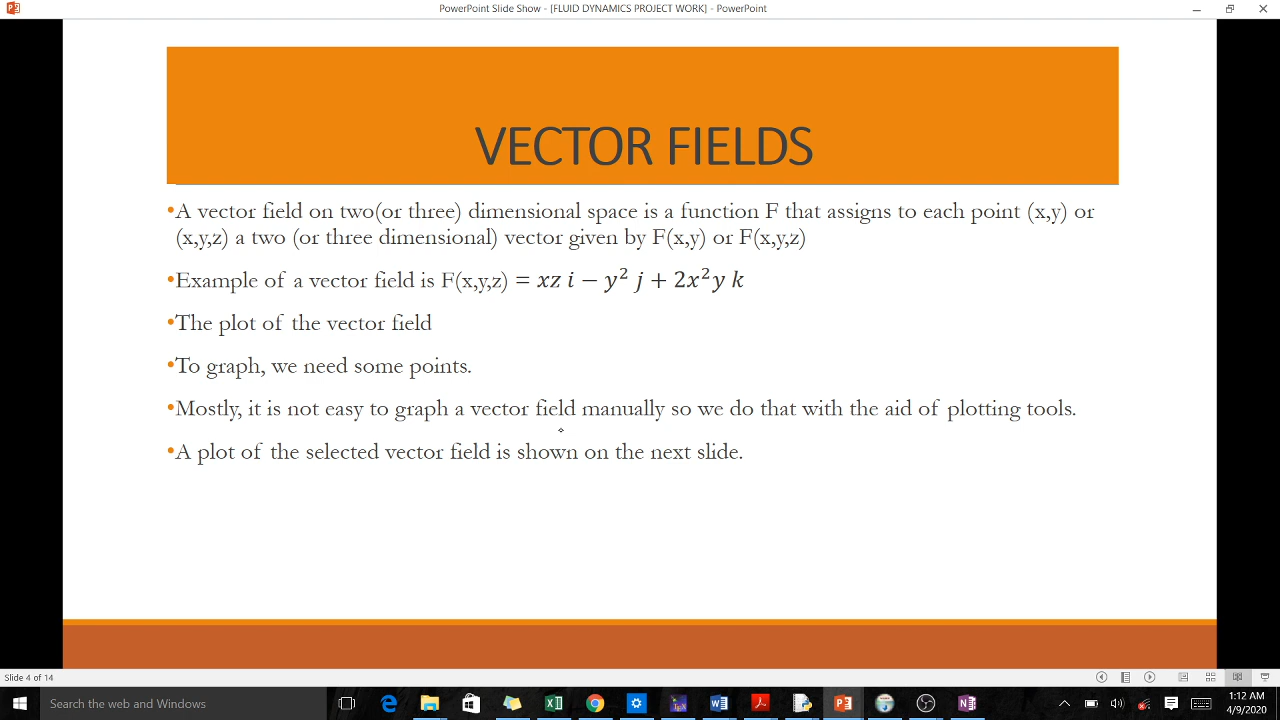 PowerPoint Slide Show - [FLUID DYNAMICS PROJECT WORK] - PowerPoint
VECTOR FIELDS
•A vector field on two(or three) dimensional space is a function F that assigns to each point (x,y) or
(x,y,z) a two (or three dimensional) vector given by F(x,y) or F(x,y,z)
•Example of a vector field is F(x,y,z) = xz i − y² j + 2x²y k
•The plot of the vector field
•To graph, we need some points.
•Mostly, it is not easy to graph a vector field manually so we do that with the aid of plotting tools.
•A plot of the selected vector field is shown on the next slide.
Slide 4 of 14
Search the web and Windows
1:12 AM
4/9/2020